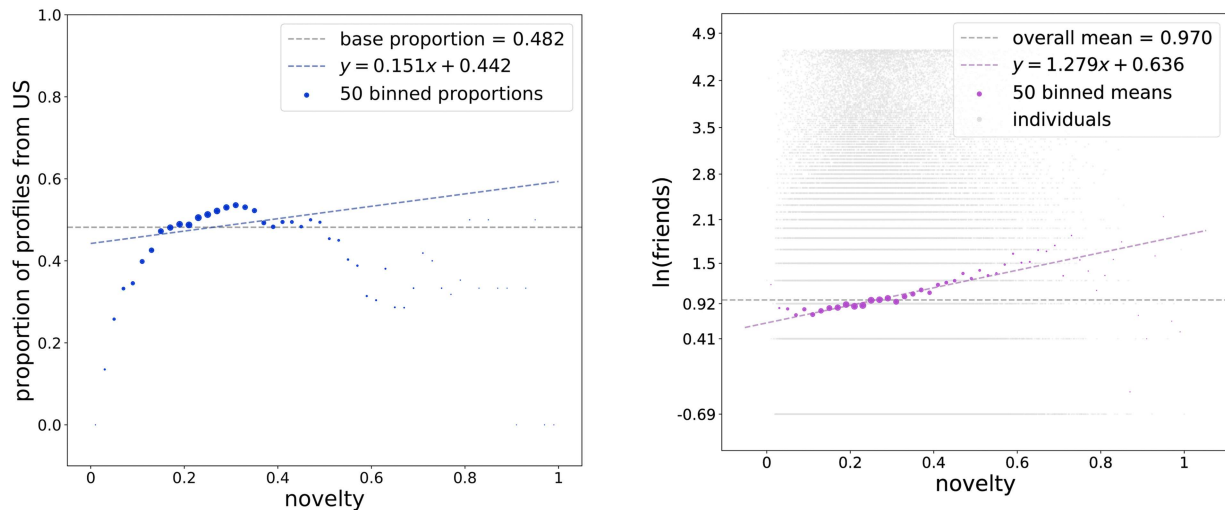 1.0
0.8
0.6
0.4
0.2
0.0
proportion of profiles from US
base proportion = 0.482
y = 0.151x + 0.442
50 binned proportions
0 0.2 0.4 0.6 0.8 1
novelty
4.9
4.2
3.5
2.8
2.1
1.5
0.92
0.41
-0.69
ln(friends)
overall mean = 0.970
y = 1.279x + 0.636
50 binned means
individuals
0 0.2 0.4 0.6 0.8 1
novelty